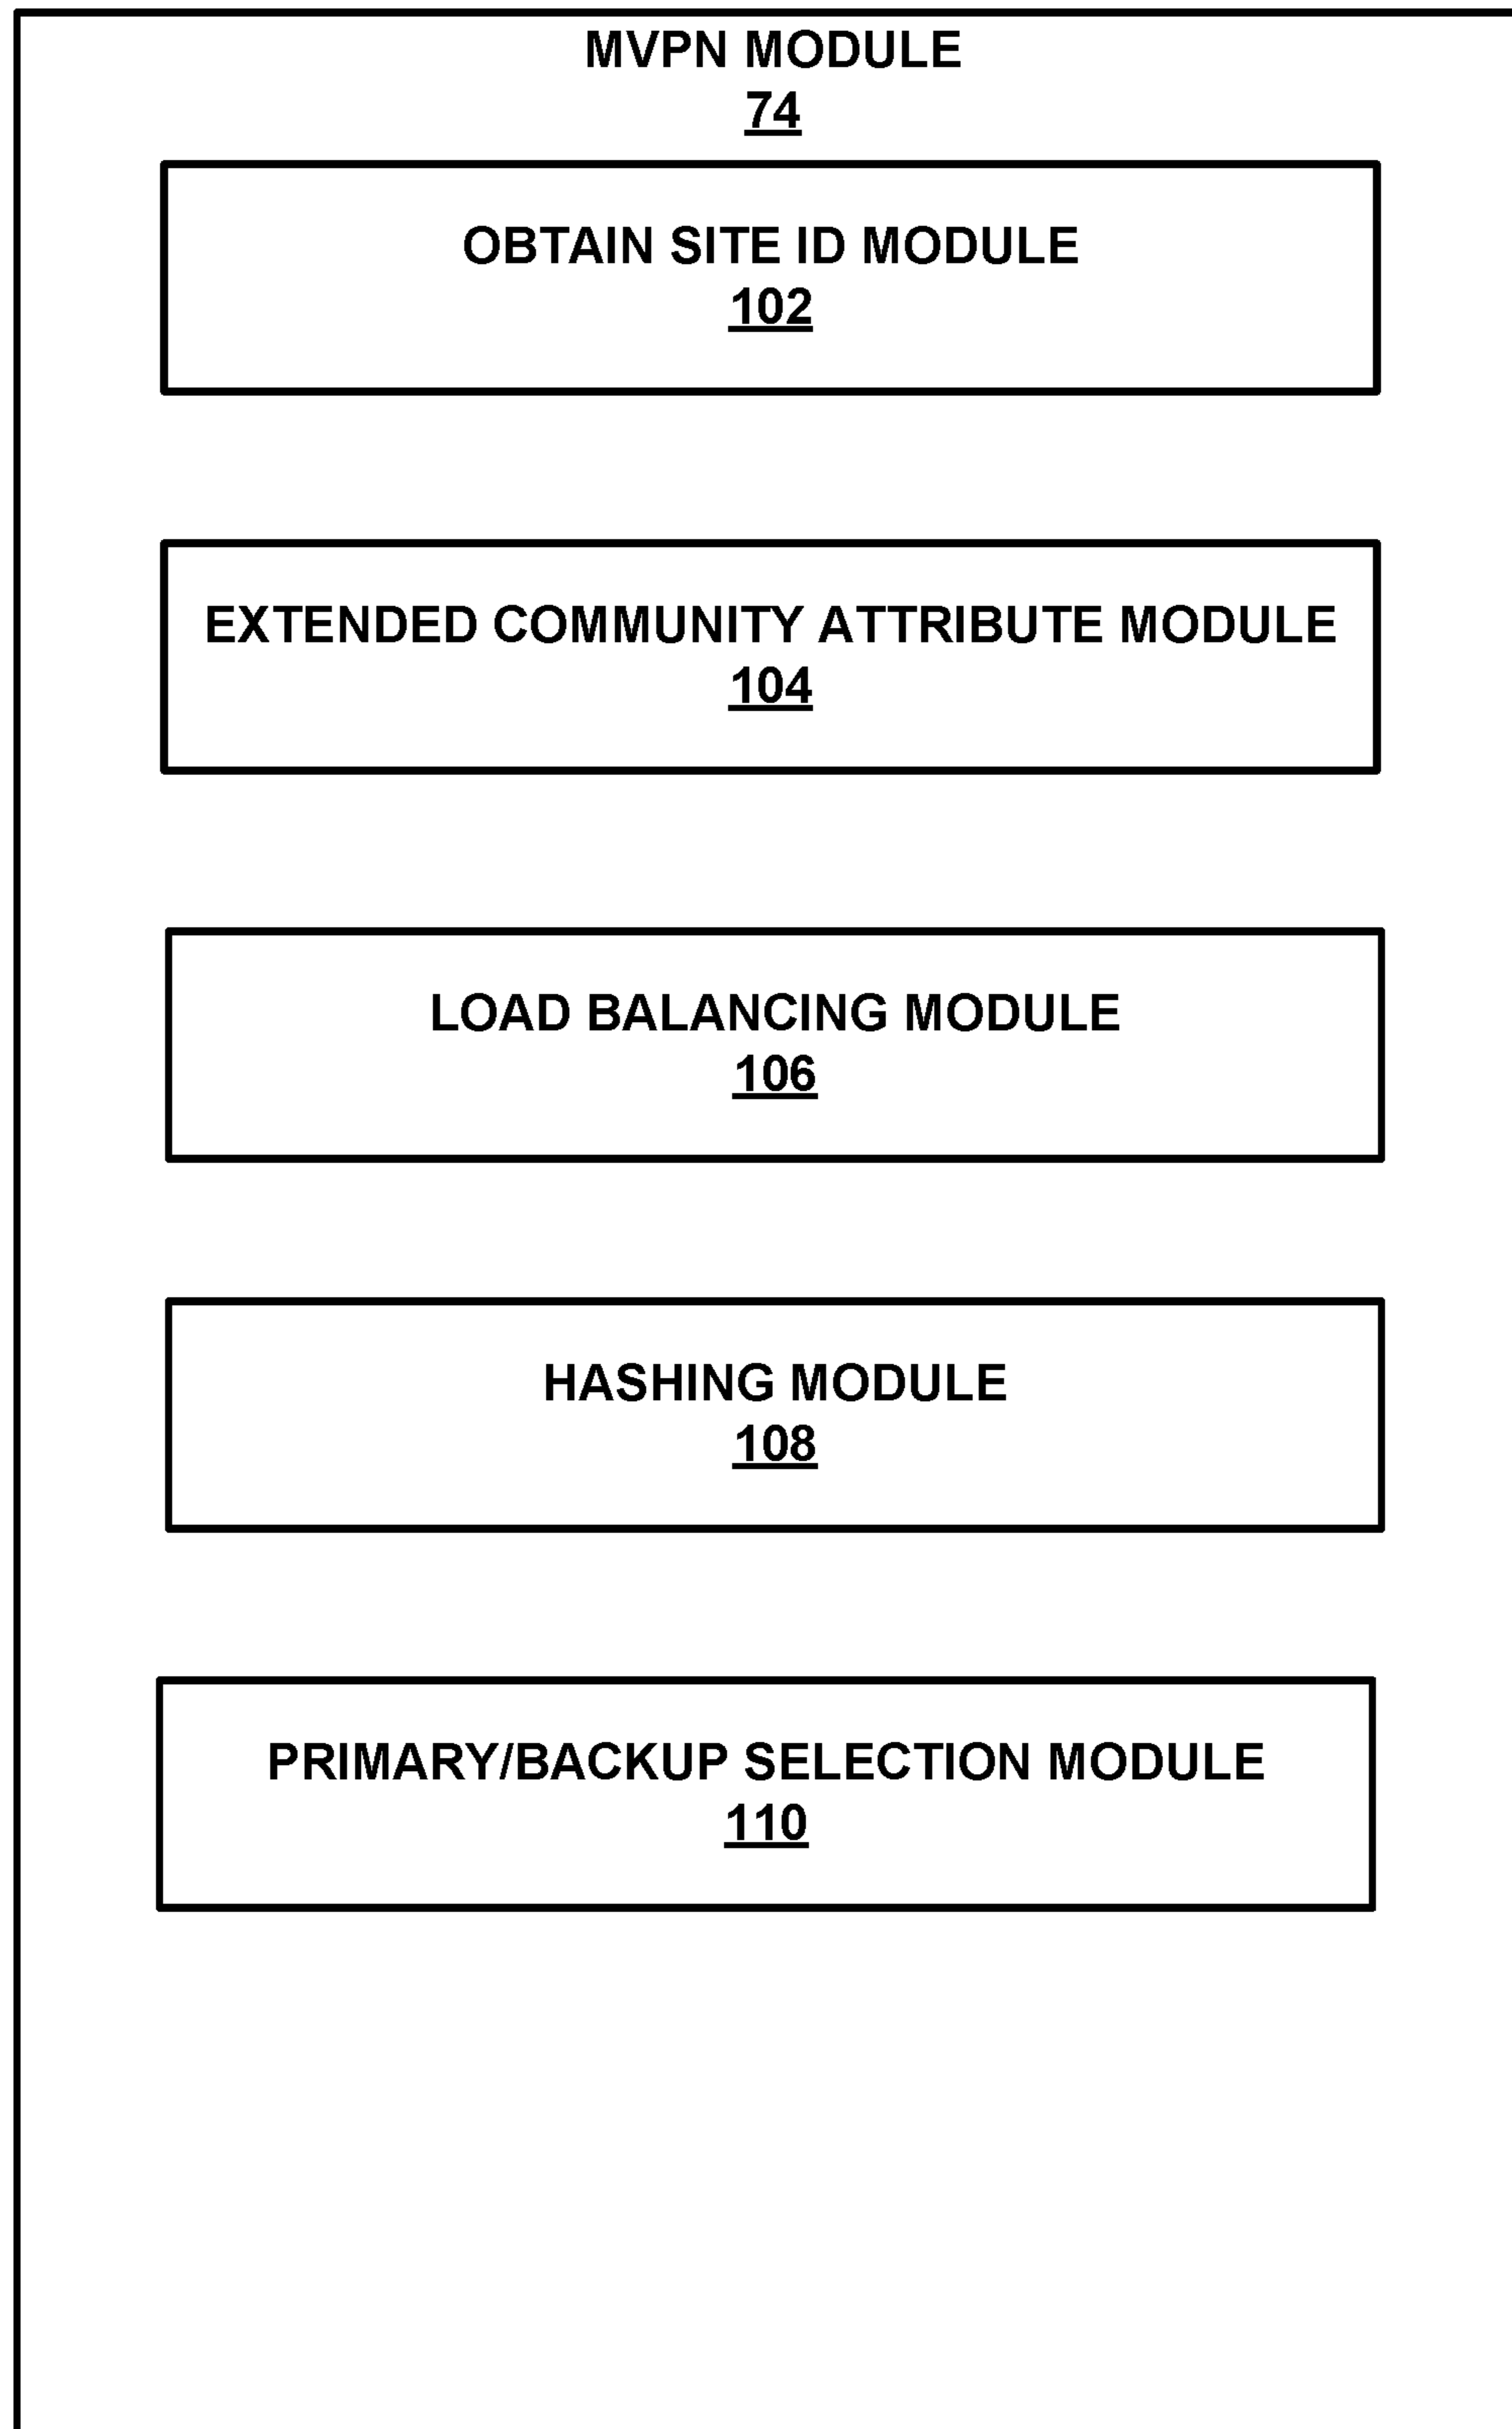 MVPN MODULE
74
OBTAIN SITE ID MODULE
102
EXTENDED COMMUNITY ATTRIBUTE MODULE
104
LOAD BALANCING MODULE
106
HASHING MODULE
108
PRIMARY/BACKUP SELECTION MODULE
110